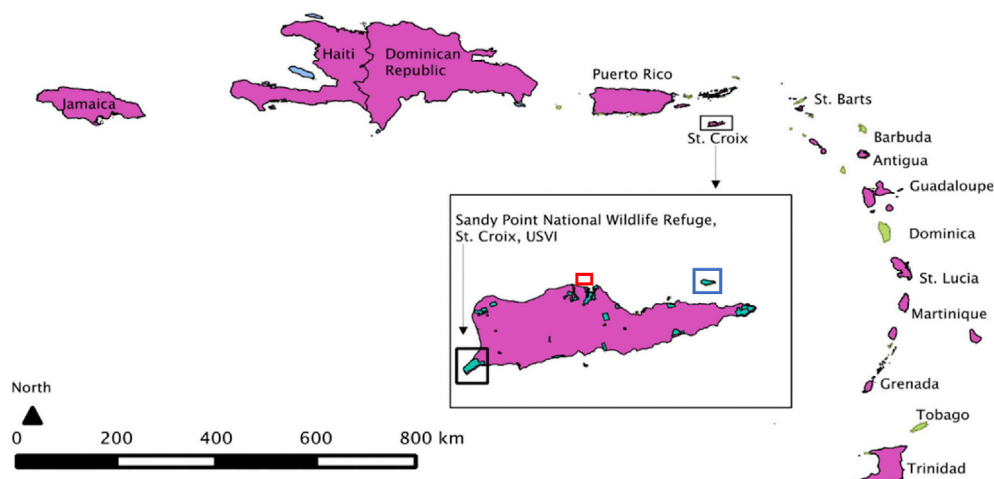 Haiti
Dominican
Republic
Jamaica
Puerto Rico
St. Barts
St. Croix
Barbuda
Antigua
Guadaloupe
Sandy Point National Wildlife Refuge,
St. Croix, USVI
Dominica
St. Lucia
Martinique
Grenada
North
Tobago
0 200 400 600 800 km
Trinidad